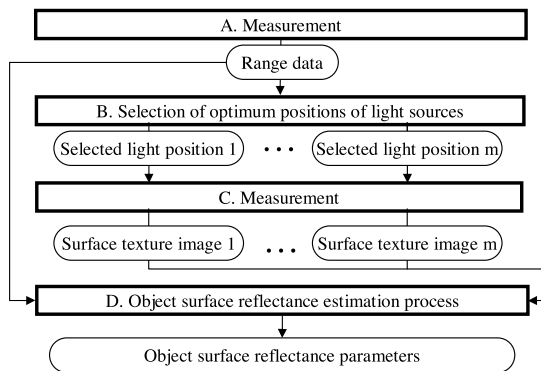 A. Measurement
Range data
B. Selection of optimum positions of light sources
Selected light position 1 • • • Selected light position m
C. Measurement
Surface texture image 1 • • • Surface texture image m
D. Object surface reflectance estimation process
Object surface reflectance parameters